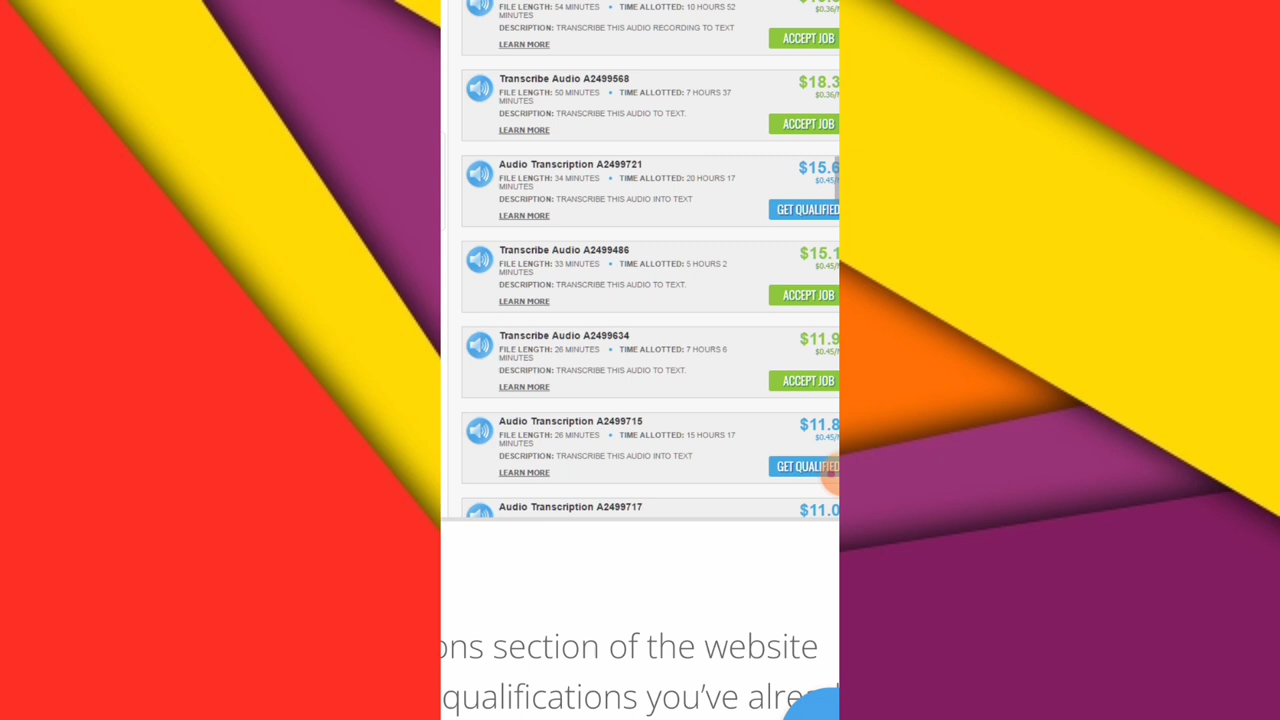 FILE LENGTH: 54 MINUTES • TIME ALLOTTED: 10 HOURS 52
MINUTES
$0.36/
DESCRIPTION: TRANSCRIBE THIS AUDIO RECORDING TO TEXT
LEARN MORE
ACCEPT JOB
Transcribe Audio A2499568
$18.3
FILE LENGTH: 50 MINUTES • TIME ALLOTTED: 7 HOURS 37
MINUTES
$0.36/
DESCRIPTION: TRANSCRIBE THIS AUDIO TO TEXT.
LEARN MORE
ACCEPT JOB
Audio Transcription A2499721
$15.6
FILE LENGTH: 34 MINUTES • TIME ALLOTTED: 20 HOURS 17
MINUTES
$0.45/
DESCRIPTION: TRANSCRIBE THIS AUDIO INTO TEXT
LEARN MORE
GET QUALIFIED
Transcribe Audio A2499486
$15.1
FILE LENGTH: 33 MINUTES • TIME ALLOTTED: 5 HOURS 2
MINUTES
$0.45/
DESCRIPTION: TRANSCRIBE THIS AUDIO TO TEXT.
LEARN MORE
ACCEPT JOB
Transcribe Audio A2499634
$11.9
FILE LENGTH: 26 MINUTES • TIME ALLOTTED: 7 HOURS 6
MINUTES
$0.45/
DESCRIPTION: TRANSCRIBE THIS AUDIO TO TEXT.
LEARN MORE
ACCEPT JOB
Audio Transcription A2499715
$11.8
FILE LENGTH: 26 MINUTES • TIME ALLOTTED: 15 HOURS 17
MINUTES
$0.45/
DESCRIPTION: TRANSCRIBE THIS AUDIO INTO TEXT
LEARN MORE
GET QUALIFIED
Audio Transcription A2499717
$11.0
ons section of the website
qualifications you've alre